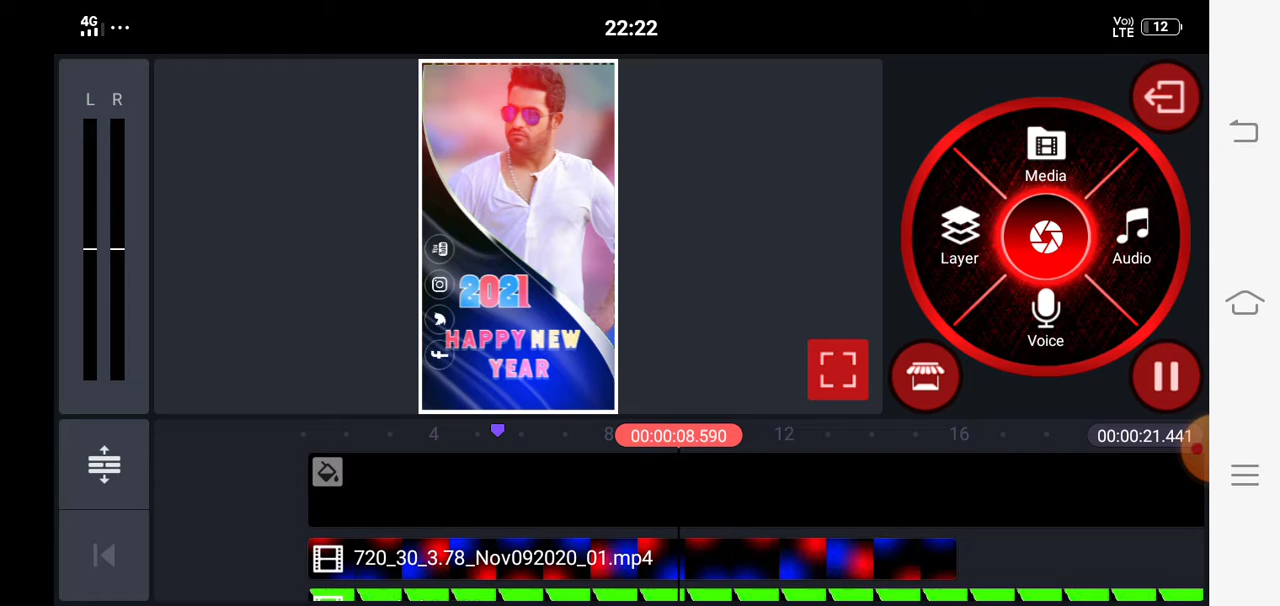 4G
22:22
Vo))
LTE
12
L R
2021
HAPPY NEW
YEAR
Media
Layer
Audio
Voice
4
8
00:00:08.590
12
16
00:00:21.441
720_30_3.78_Nov092020_01.mp4